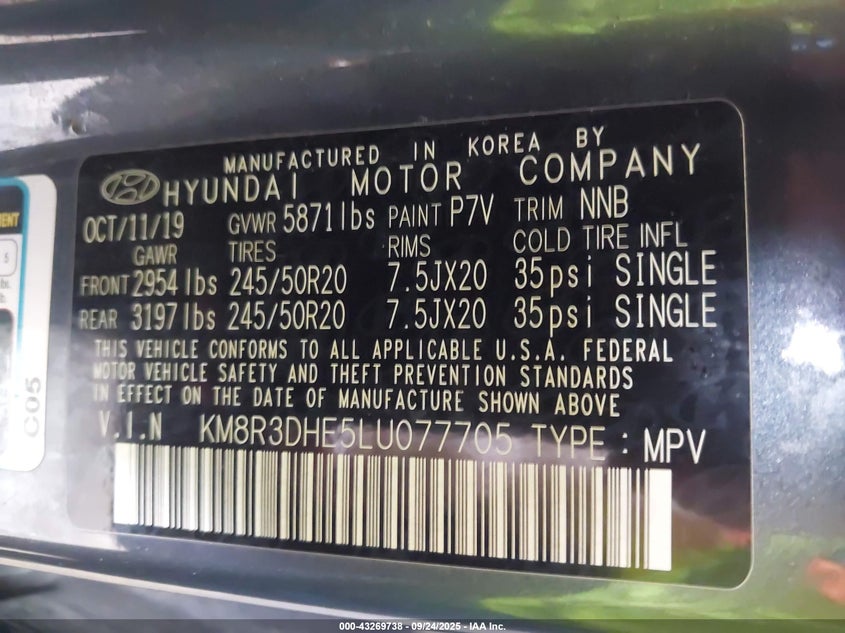 MANUFACTURED IN KOREA BY
HYUNDAI MOTOR COMPANY
OCT/11/19 GVWR 5871lbs PAINT P7V TRIM NNB
GAWR TIRES RIMS COLD TIRE INFL
FRONT 2954lbs 245/50R20 7.5JX20 35psi SINGLE
REAR 3197lbs 245/50R20 7.5JX20 35psi SINGLE
THIS VEHICLE CONFORMS TO ALL APPLICABLE U.S.A. FEDERAL
MOTOR VEHICLE SAFETY AND THEFT PREVENTION STANDARDS
IN EFFECT ON THE DATE OF MANUFACTURE SHOWN ABOVE
V.I.N KM8R3DHE5LU077705 TYPE : MPV
C05
000-43269738 - 09/24/2025 - IAA Inc.